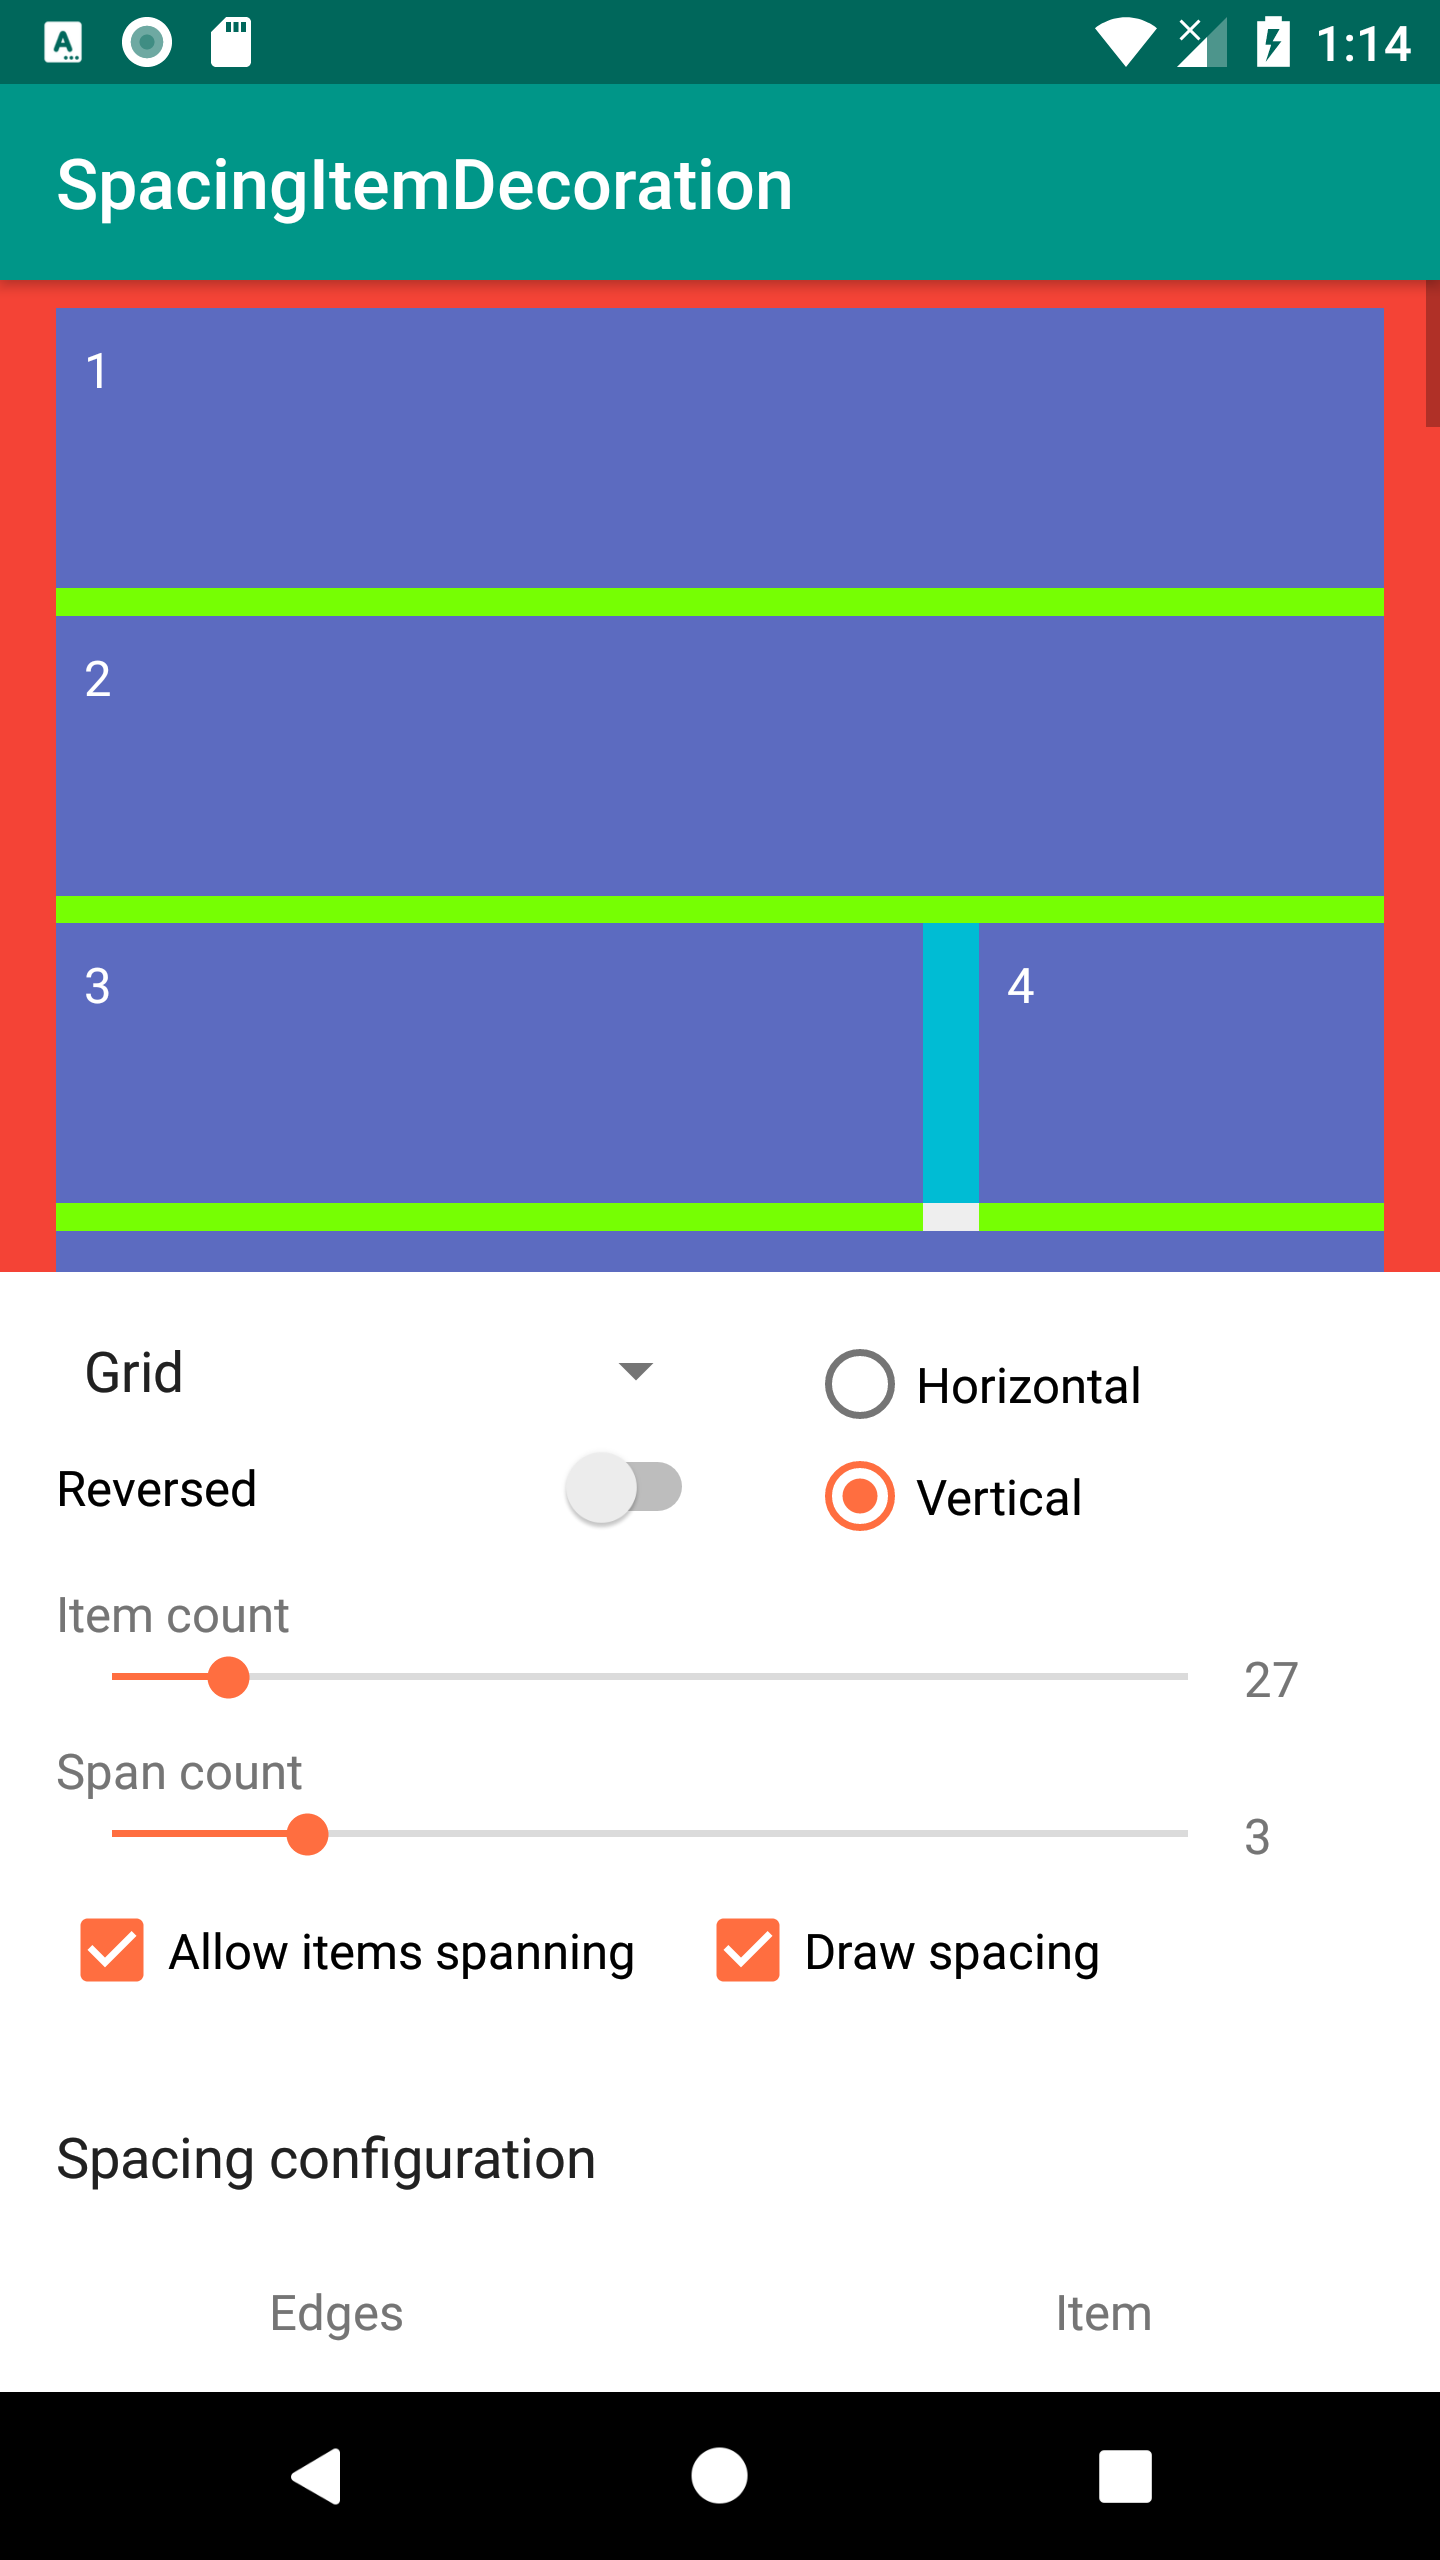 1:14
SpacingItemDecoration
1
2
3
4
Grid
Horizontal
Reversed
Vertical
Item count
27
Span count
3
Allow items spanning
Draw spacing
Spacing configuration
Edges
Item